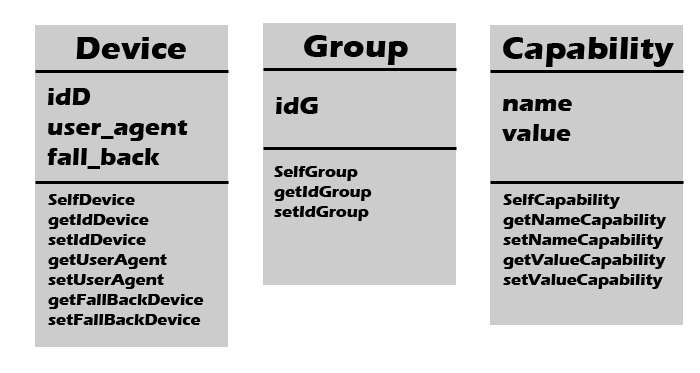 Device
idD
user_agent
fall_back
SelfDevice
getIdDevice
setIdDevice
getUserAgent
setUserAgent
getFallBackDevice
setFallBackDevice
Group
idG
SelfGroup
getIdGroup
setIdGroup
Capability
name
value
SelfCapability
getNameCapability
setNameCapability
getValueCapability
setValueCapability